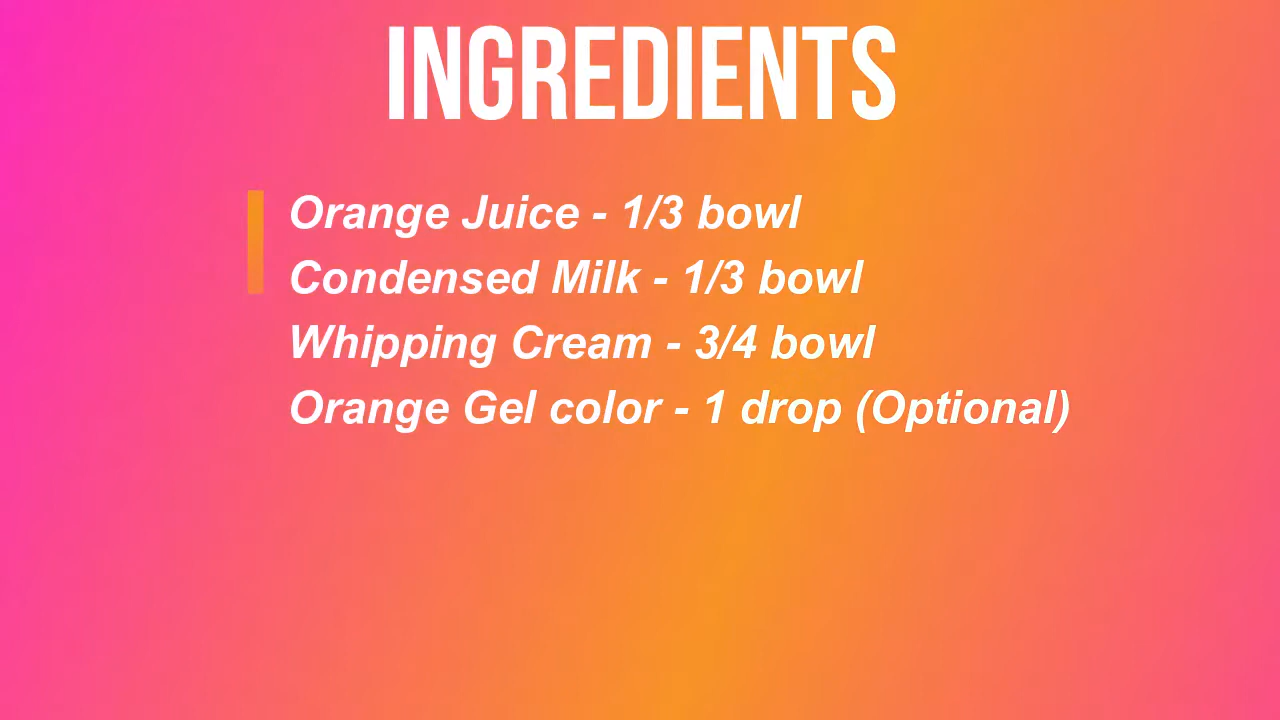 INGREDIENTS
Orange Juice - 1/3 bowl
Condensed Milk - 1/3 bowl
Whipping Cream - 3/4 bowl
Orange Gel color - 1 drop (Optional)